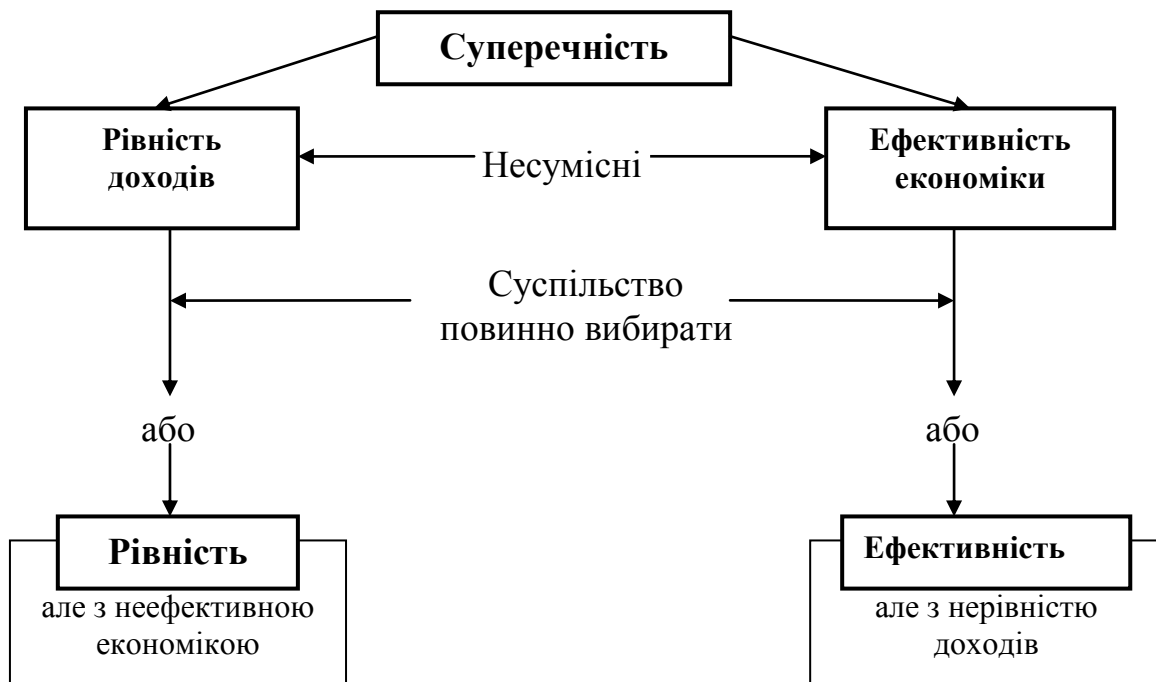 Суперечність
Рівність
доходів
Несумісні
Ефективність
економіки
Суспільство
повинно вибирати
або
або
Рівність
Ефективність
але з неефективною
економікою
але з нерівністю
доходів